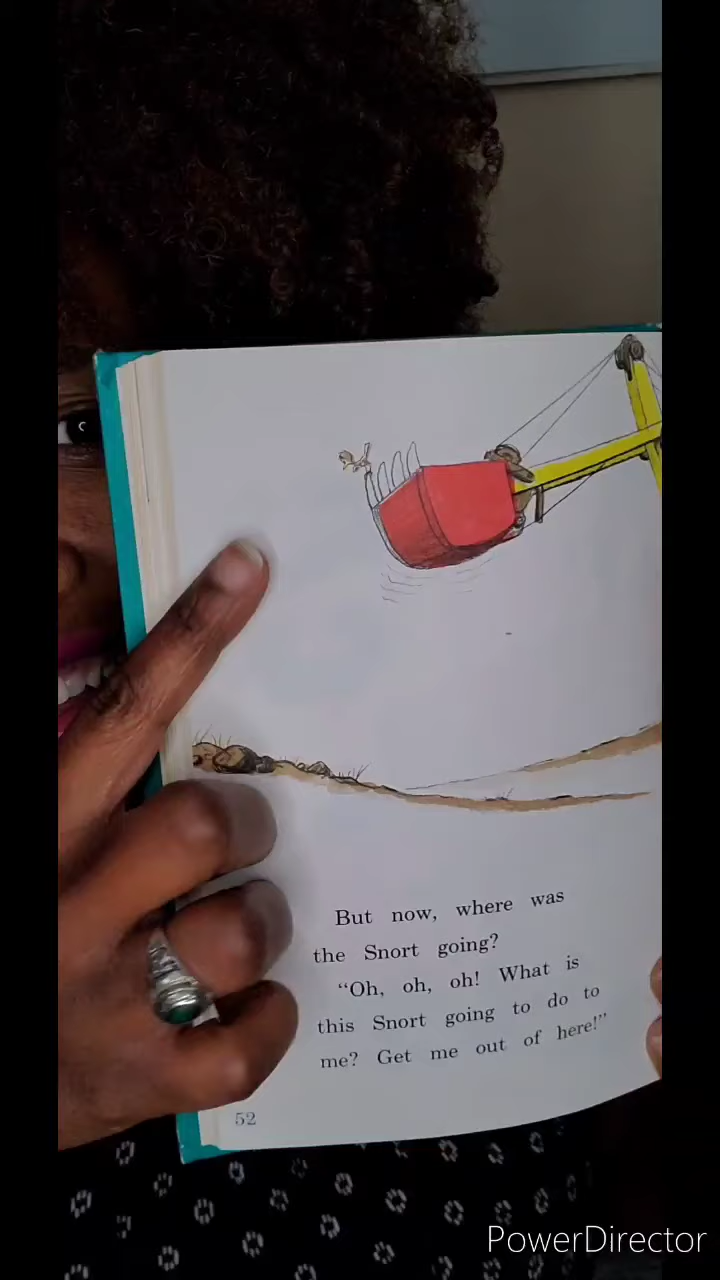 But now, where was
the Snort going?
“Oh, oh, oh! What is
this Snort going to do to
me? Get me out of here!”
52
PowerDirector